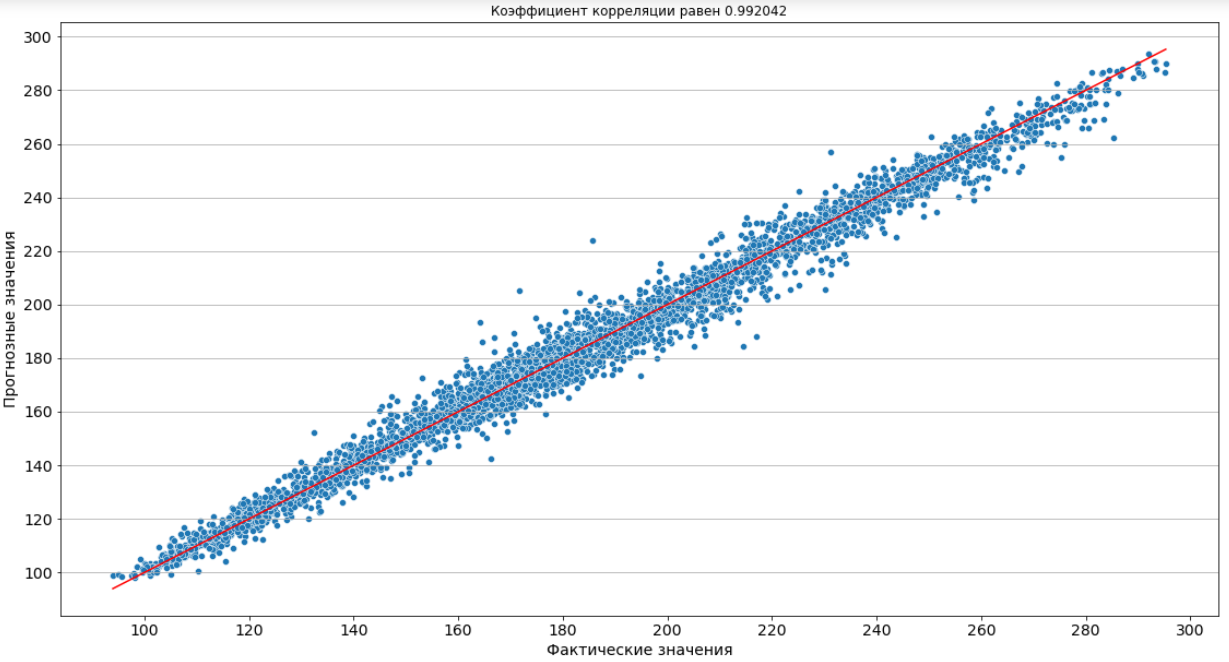 Коэффициент корреляции равен 0.992042
300
280
260
240
220
200
180
160
140
120
100
Прогнозные значения
100 120 140 160 180 200 220 240 260 280 300
Фактические значения